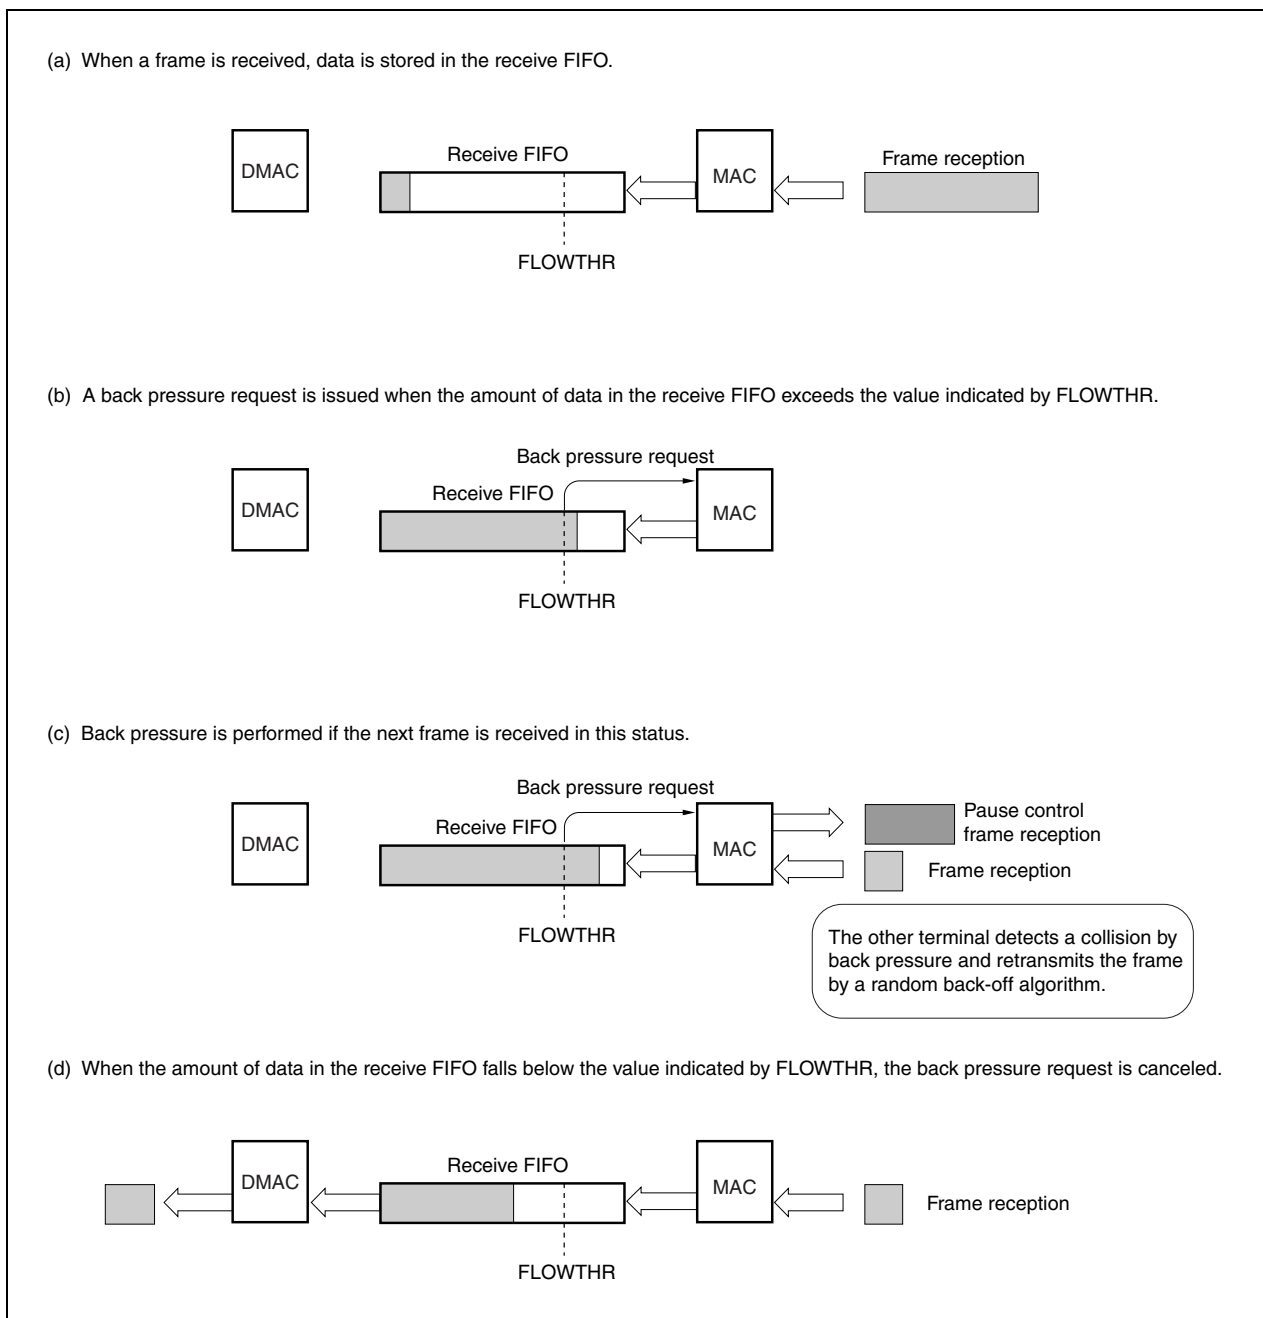 (a) When a frame is received, data is stored in the receive FIFO.
DMAC
Receive FIFO
MAC
Frame reception
FLOWTHR
(b) A back pressure request is issued when the amount of data in the receive FIFO exceeds the value indicated by FLOWTHR.
Back pressure request
DMAC
Receive FIFO
MAC
FLOWTHR
(c) Back pressure is performed if the next frame is received in this status.
Back pressure request
DMAC
Receive FIFO
MAC
Pause control
frame reception
Frame reception
FLOWTHR
The other terminal detects a collision by
back pressure and retransmits the frame
by a random back-off algorithm.
(d) When the amount of data in the receive FIFO falls below the value indicated by FLOWTHR, the back pressure request is canceled.
DMAC
Receive FIFO
MAC
Frame reception
FLOWTHR